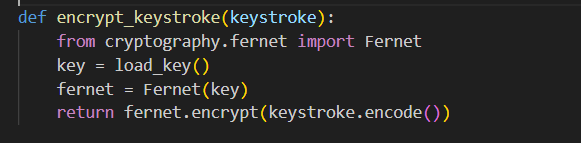 def encrypt_keystroke(keystroke):
    from cryptography.fernet import Fernet
    key = load_key()
    fernet = Fernet(key)
    return fernet.encrypt(keystroke.encode())